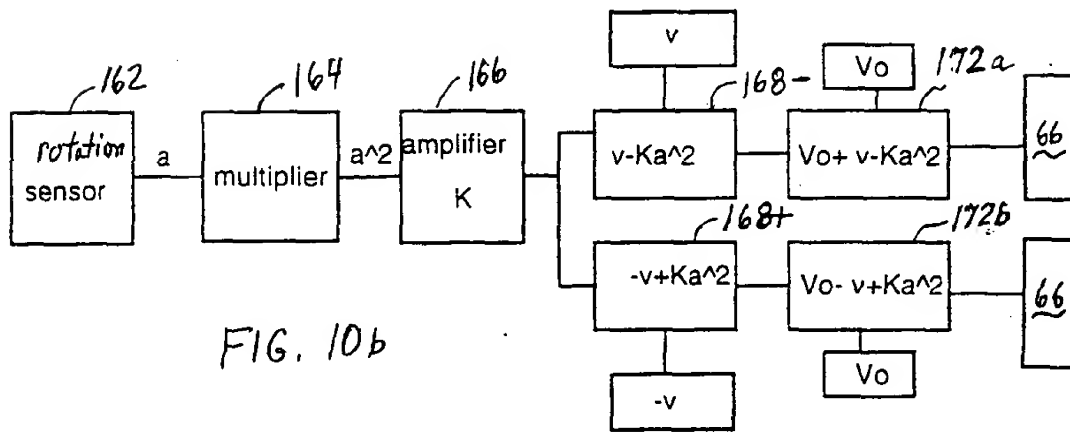 v
162
164
166
168-
Vo
172a
rotation
sensor
a
multiplier
a^2
amplifier
K
v-Ka^2
Vo+ v-Ka^2
66
168+
172b
-v+Ka^2
Vo- v+Ka^2
66
FIG. 10b
-v
Vo